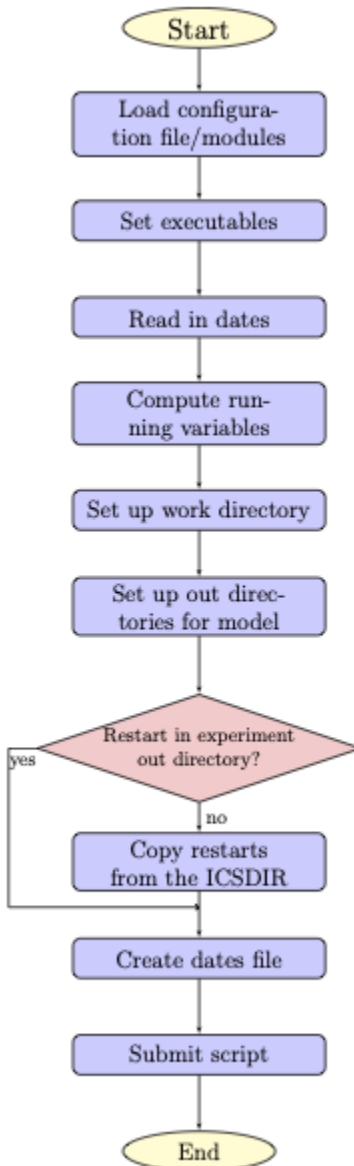 Start
Load configura-
tion file/modules
Set executables
Read in dates
Compute run-
ning variables
Set up work directory
Set up out direc-
tories for model
Restart in experiment
out directory?
yes
no
Copy restarts
from the ICSDIR
Create dates file
Submit script
End